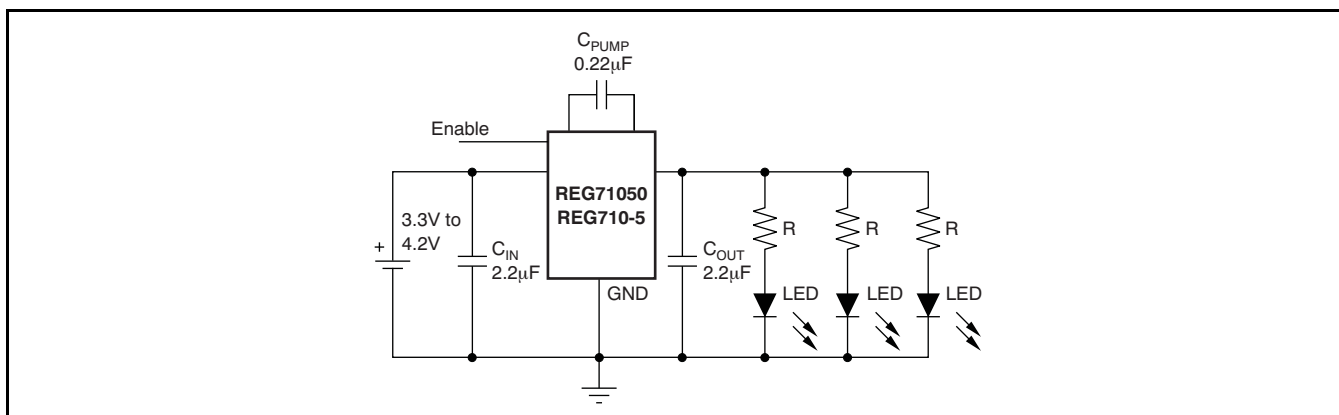 C_PUMP
0.22μF
Enable
REG71050
REG710-5
3.3V to
4.2V
+
C_IN
2.2μF
GND
C_OUT
2.2μF
R
R
R
LED
LED
LED